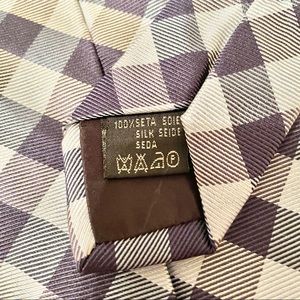 100%SETA SOIE
SILK SEIDE
SEDA
F